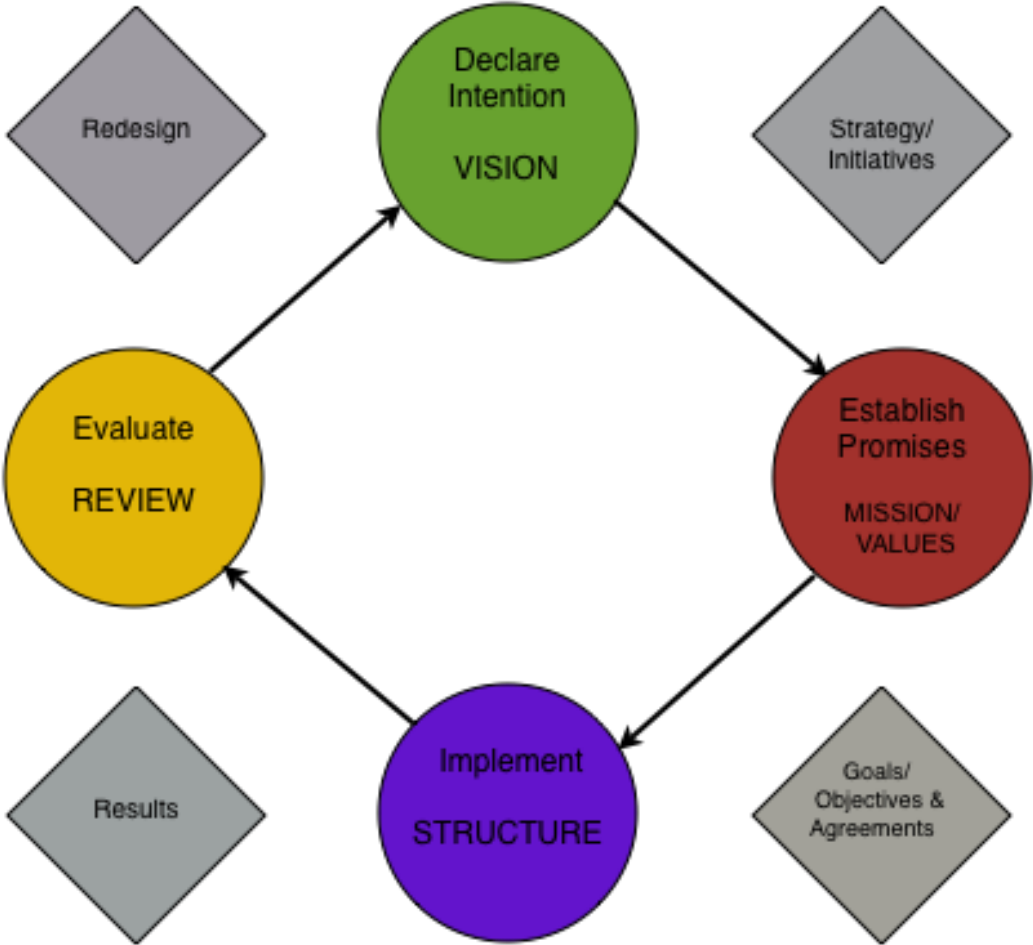 Redesign
Declare
Intention
VISION
Strategy/
Initiatives
Evaluate
REVIEW
Establish
Promises
MISSION/
VALUES
Results
Implement
STRUCTURE
Goals/
Objectives &
Agreements